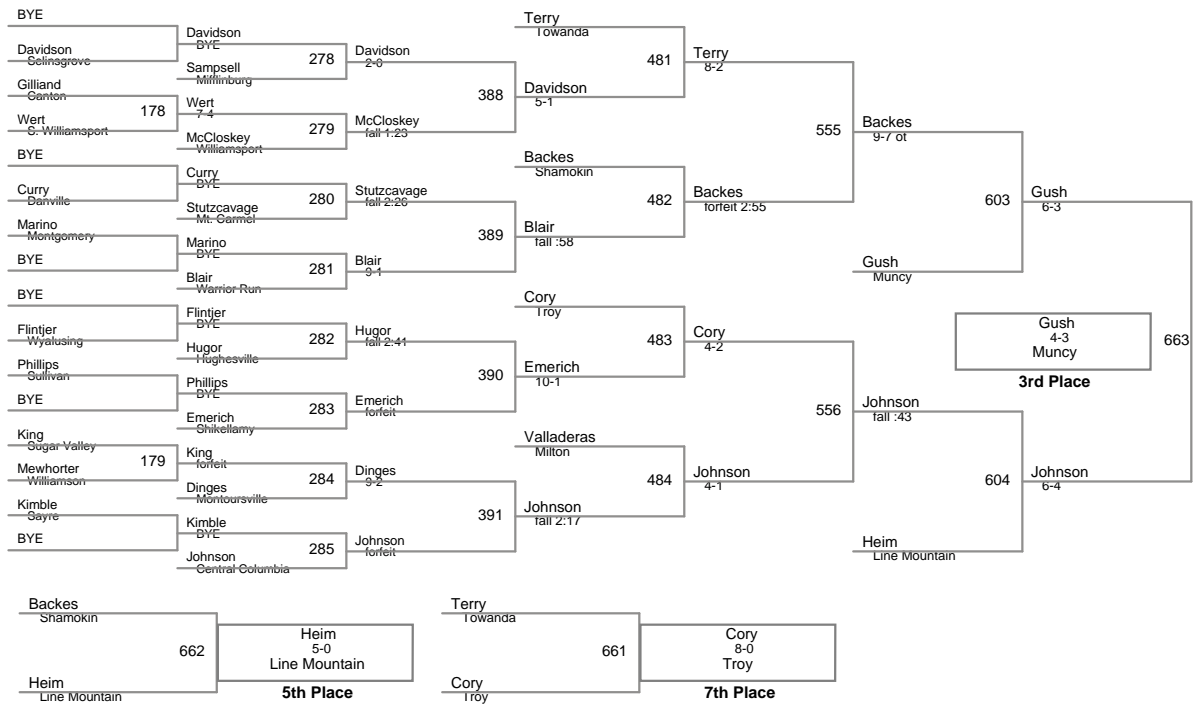 BYE
Davidson
Selinsgrove
Gilliand
Canton
178
Wert
S. Williamsport
BYE
Curry
Danville
Marino
Montgomery
BYE
BYE
Flintjer
Wyalusing
Phillips
Sullivan
BYE
King
Sugar Valley
179
Mewhorter
Williamson
Kimble
Sayre
BYE
Davidson
BYE
278
Sampsell
Mifflinburg
Wert
7-4
279
McCloskey
Williamsport
Curry
BYE
280
Stutzcavage
Mt. Carmel
Marino
BYE
281
Blair
Warrior Run
Flintjer
BYE
282
Hugor
Hughesville
Phillips
BYE
283
Emerich
Shikellamy
King
forfeit
284
Dinges
Montoursville
Kimble
BYE
285
Johnson
Central Columbia
Davidson
2-0
388
McCloskey
fall 1:23
Stutzcavage
fall 2:26
389
Blair
9-1
Hugor
fall 2:41
390
Emerich
forfeit
Dinges
9-2
391
Johnson
forfeit
Terry
Towanda
481
Davidson
5-1
Backes
Shamokin
482
Blair
fall :58
Cory
Troy
483
Emerich
10-1
Valladeras
Milton
484
Johnson
fall 2:17
Terry
8-2
555
Backes
forfeit 2:55
Cory
4-2
556
Johnson
4-1
Backes
9-7 ot
603
Gush
Muncy
Johnson
fall :43
604
Heim
Line Mountain
Gush
6-3
663
Johnson
6-4
Gush
4-3
Muncy
3rd Place
Backes
Shamokin
662
Heim
Line Mountain
Heim
5-0
Line Mountain
5th Place
Terry
Towanda
661
Cory
Troy
Cory
8-0
Troy
7th Place